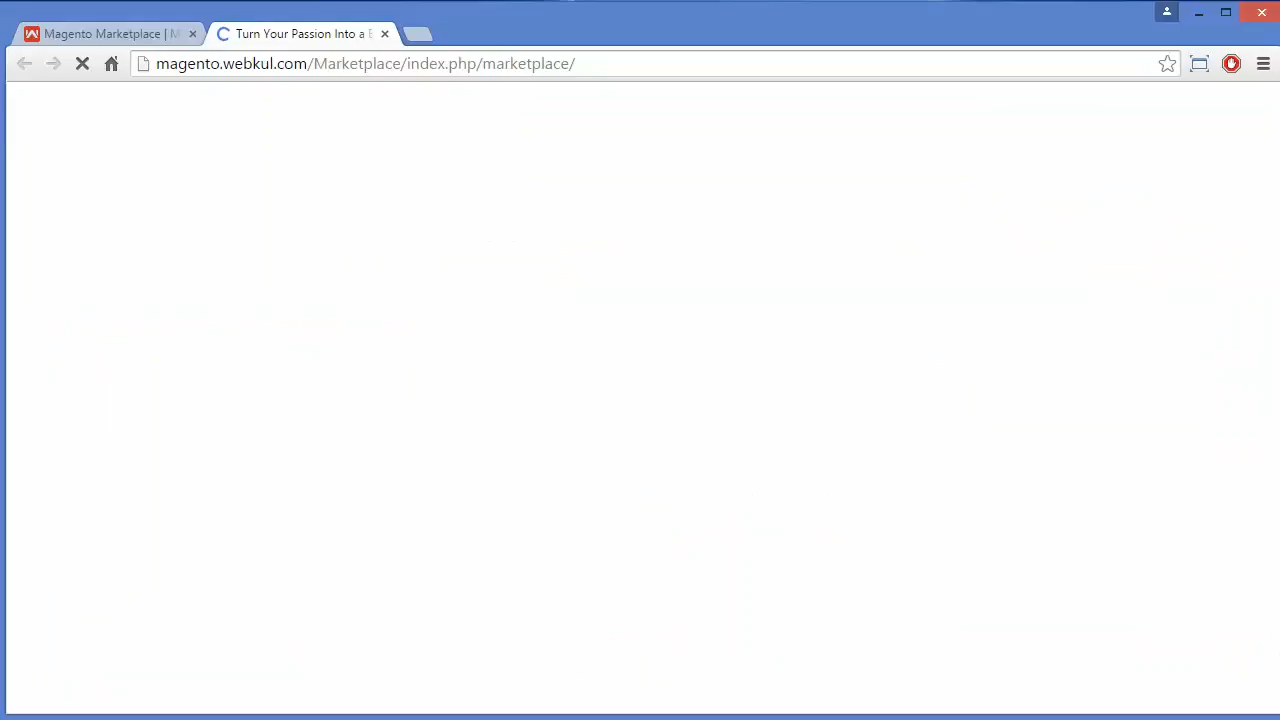 Magento Marketplace | M
Turn Your Passion Into a
magento.webkul.com/Marketplace/index.php/marketplace/